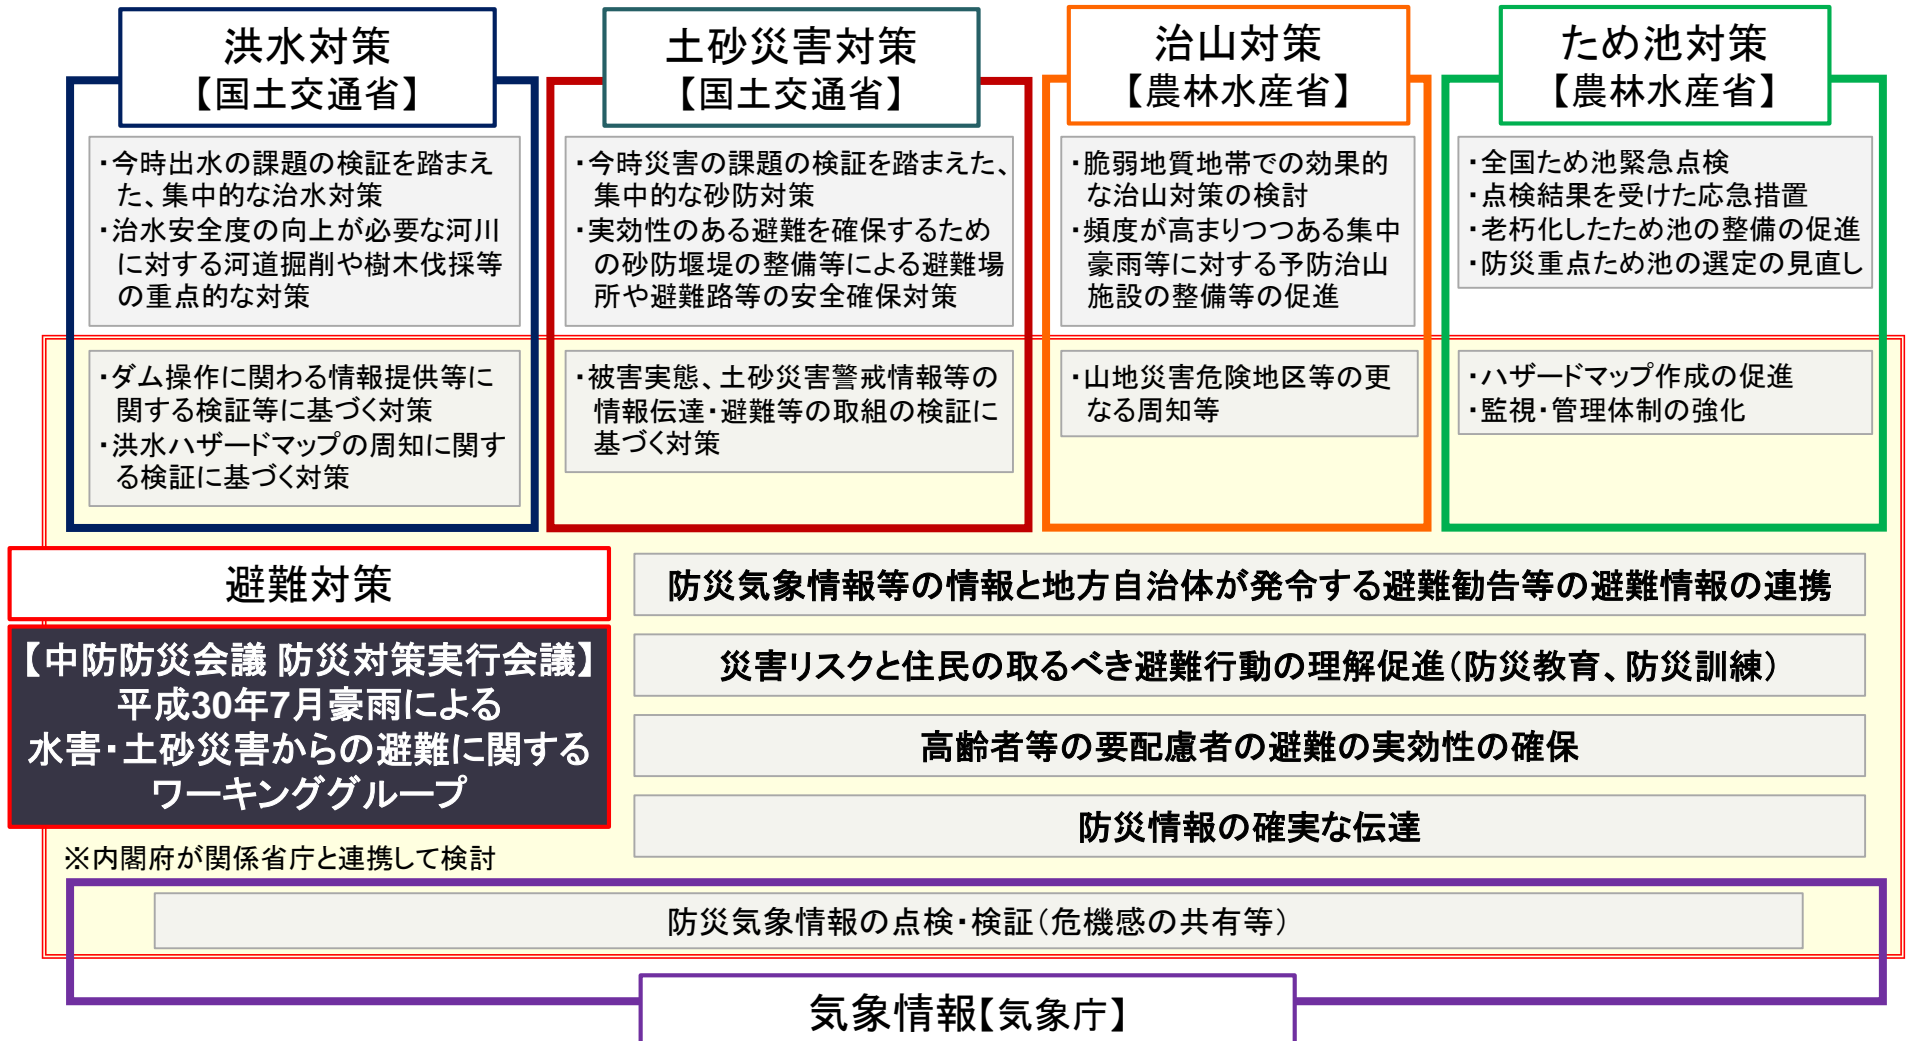 洪水対策
【国土交通省】
・今時出水の課題の検証を踏まえ
た、集中的な治水対策
・治水安全度の向上が必要な河川
に対する河道掘削や樹木伐採等
の重点的な対策
・ダム操作に関わる情報提供等に
関する検証等に基づく対策
・洪水ハザードマップの周知に関す
る検証に基づく対策
土砂災害対策
【国土交通省】
・今時災害の課題の検証を踏まえた、
集中的な砂防対策
・実効性のある避難を確保するため
の砂防堰堤の整備等による避難場
所や避難路等の安全確保対策
・被害実態、土砂災害警戒情報等の
情報伝達・避難等の取組の検証に
基づく対策
治山対策
【農林水産省】
・脆弱地質地帯での効果的
な治山対策の検討
・頻度が高まりつつある集中
豪雨等に対する予防治山
施設の整備等の促進
・山地災害危険地区等の更
なる周知等
ため池対策
【農林水産省】
・全国ため池緊急点検
・点検結果を受けた応急措置
・老朽化したため池の整備の促進
・防災重点ため池の選定の見直し
・ハザードマップ作成の促進
・監視・管理体制の強化
避難対策
【中防防災会議 防災対策実行会議】
平成30年7月豪雨による
水害・土砂災害からの避難に関する
ワーキンググループ
※内閣府が関係省庁と連携して検討
防災気象情報等の情報と地方自治体が発令する避難勧告等の避難情報の連携
災害リスクと住民の取るべき避難行動の理解促進（防災教育、防災訓練）
高齢者等の要配慮者の避難の実効性の確保
防災情報の確実な伝達
防災気象情報の点検・検証（危機感の共有等）
気象情報【気象庁】